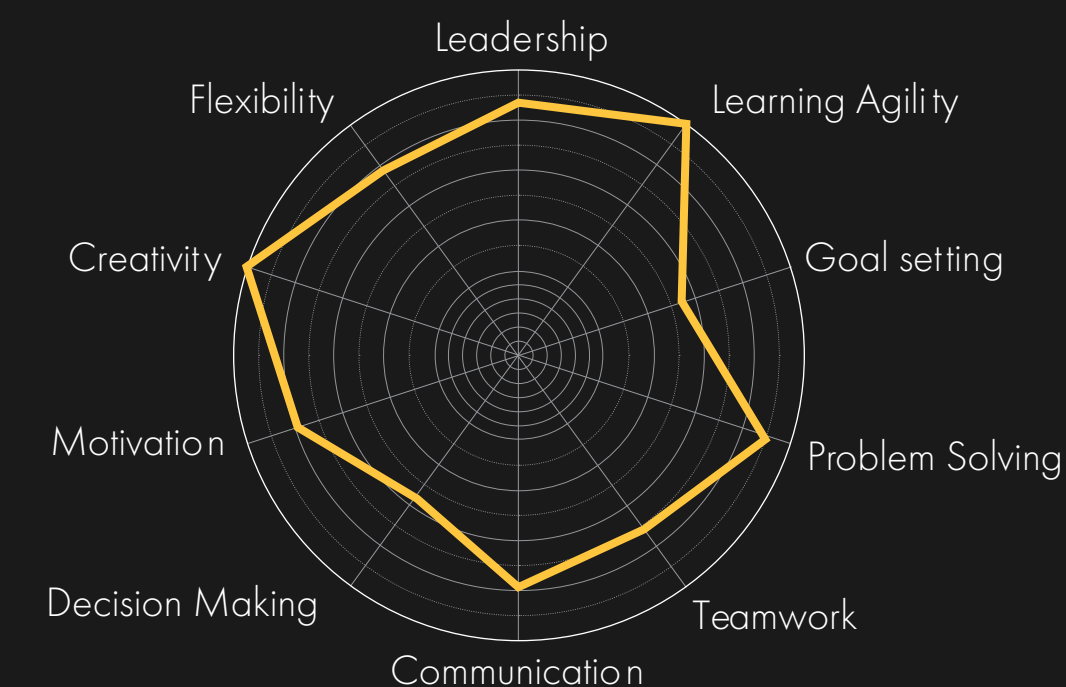 Leadership
Flexibility
Learning Agility
Creativity
Goal setting
Motivation
Problem Solving
Decision Making
Teamwork
Communication